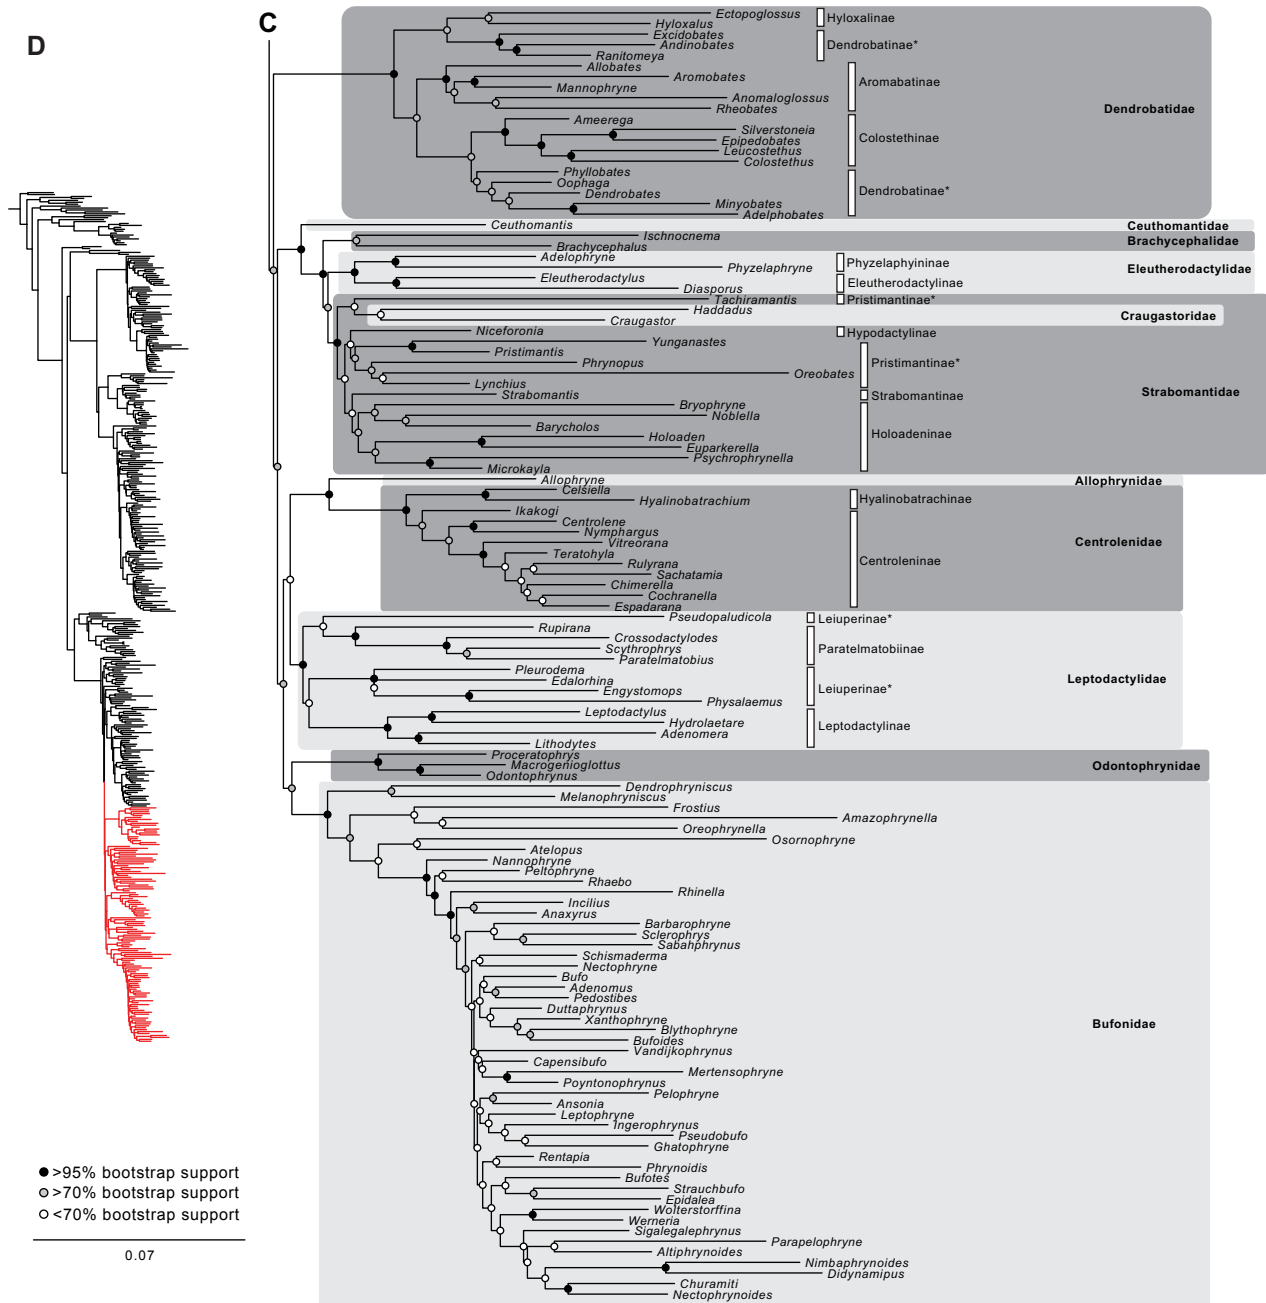 D
C
Ectopoglossus
Hyloxalus
Hyloxalinae
Excidobates
Andinobates
Dendrobatinae*
Ranitomeya
Allobates
Aromobates
Mannophryne
Aromabatinae
Anomaloglossus
Rheobates
Dendrobatidae
Ameerega
Silverstoneia
Epipedobates
Colostethinae
Leucostethus
Colostethus
Phyllobates
Oophaga
Dendrobates
Dendrobatinae*
Minyobates
Adelphobates
Ceuthomantis
Ceuthomantidae
Ischnocnema
Brachycephalus
Brachycephalidae
Adelophryne
Phyzelaphryne
Phyzelaphyininae
Eleutherodactylidae
Eleutherodactylus
Diasporus
Eleutherodactylinae
Tachiramantis
Pristimantinae*
Haddadus
Craugastor
Craugastoridae
Niceforonia
Hypodactylinae
Yunganastes
Pristimantis
Phrynopus
Pristimantinae*
Oreobates
Lynchius
Strabomantis
Strabomantinae
Strabomantidae
Bryophryne
Noblella
Barycholos
Holoaden
Holoadeninae
Euparkerella
Psychrophrynella
Microkayla
Allophryne
Allophrynidae
Celsiella
Hyalinobatrachium
Hyalinobatrachinae
Ikakogi
Centrolene
Nymphargus
Vitreorana
Centrolenidae
Teratohyla
Centroleninae
Rulyrana
Sachatamia
Chimerella
Cochranella
Espadarana
Pseudopaludicola
Leiuperinae*
Rupirana
Crossodactylodes
Scythrophrys
Paratelmatobiinae
Paratelmatobius
Pleurodema
Edalorhina
Leptodactylidae
Engystomops
Leiuperinae*
Physalaemus
Leptodactylus
Hydrolaetare
Leptodactylinae
Adenomera
Lithodytes
Proceratophrys
Macrogenioglottus
Odontophrynidae
Odontophrynus
Dendrophryniscus
Melanophryniscus
Frostius
Amazophrynella
Oreophrynella
Osornophryne
Atelopus
Nannophryne
Peltophryne
Rhaebo
Rhinella
Incilius
Anaxyrus
Barbarophryne
Sclerophrys
Sabahphrynus
Schismaderma
Nectophryne
Bufo
Adenomus
Pedostibes
Duttaphrynus
Xanthophryne
Bufonidae
Blythophryne
Bufoides
Vandijkophrynus
Capensibufo
Mertensophryne
Poyntonophrynus
Pelophryne
Ansonia
Leptophryne
Ingerophrynus
Pseudobufo
Ghatophryne
Rentapia
Phrynoidis
Bufotes
Strauchbufo
Epidalea
Wolterstorffina
Werneria
Sigalegalephrynus
Parapelophryne
Altiphrynoides
Nimbaphrynoides
Didynamipus
Churamiti
Nectophrynoides
>95% bootstrap support
>70% bootstrap support
<70% bootstrap support
0.07